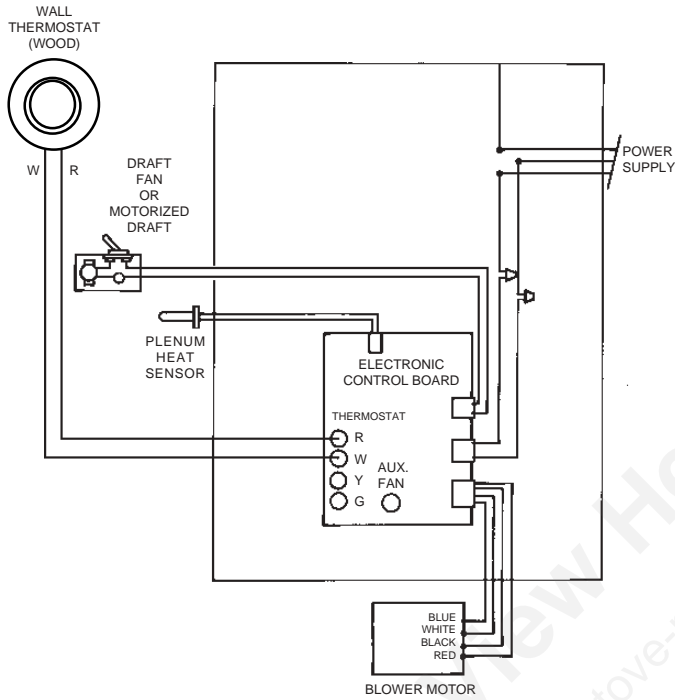 WALL
THERMOSTAT
(WOOD)
W
R
DRAFT
FAN
OR
MOTORIZED
DRAFT
POWER
SUPPLY
PLENUM
HEAT
SENSOR
ELECTRONIC
CONTROL BOARD
THERMOSTAT
R
W
Y
G
AUX.
FAN
BLUE
WHITE
BLACK
RED
BLOWER MOTOR
View